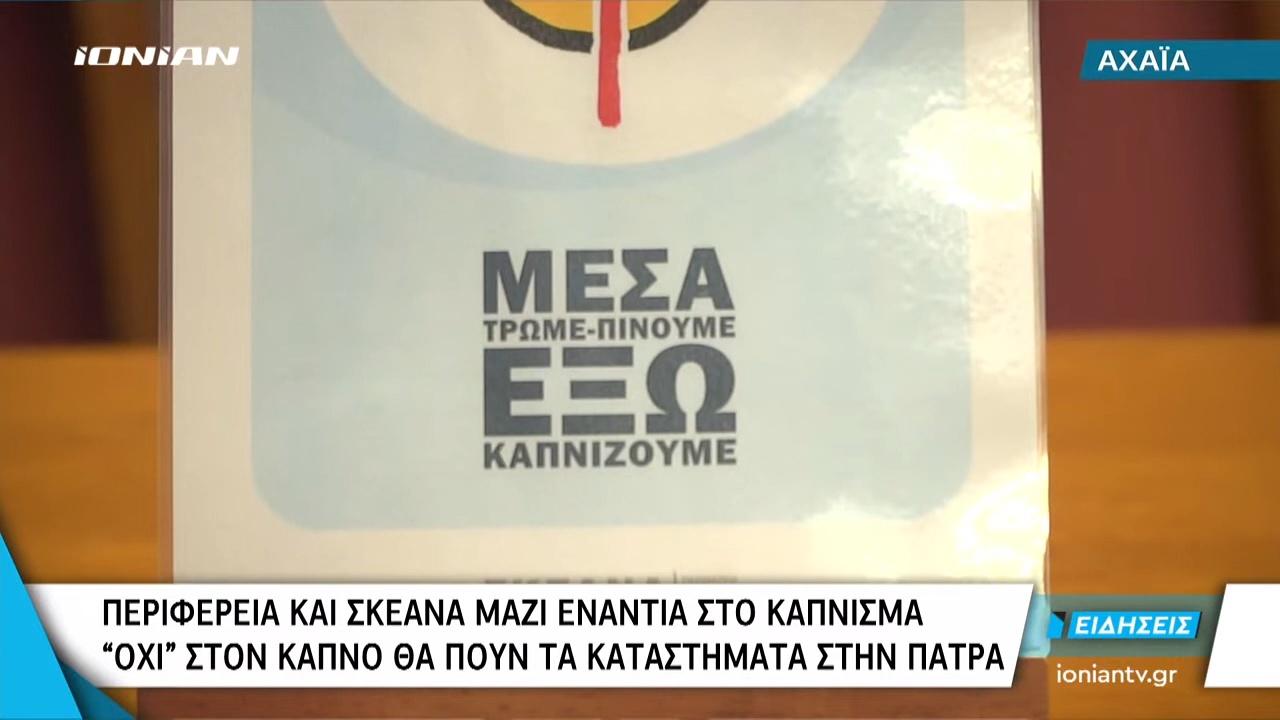 IONIAN
ΑΧΑΪΑ
ΜΕΣΑ
ΤΡΩΜΕ-ΠΙΝΟΥΜΕ
ΕΞΩ
ΚΑΠΝΙΖΟΥΜΕ
ΠΕΡΙΦΕΡΕΙΑ ΚΑΙ ΣΚΕΑΝΑ ΜΑΖΙ ΕΝΑΝΤΙΑ ΣΤΟ ΚΑΠΝΙΣΜΑ
“ΟΧΙ” ΣΤΟΝ ΚΑΠΝΟ ΘΑ ΠΟΥΝ ΤΑ ΚΑΤΑΣΤΗΜΑΤΑ ΣΤΗΝ ΠΑΤΡΑ
ΕΙΔΗΣΕΙΣ
ioniantv.gr